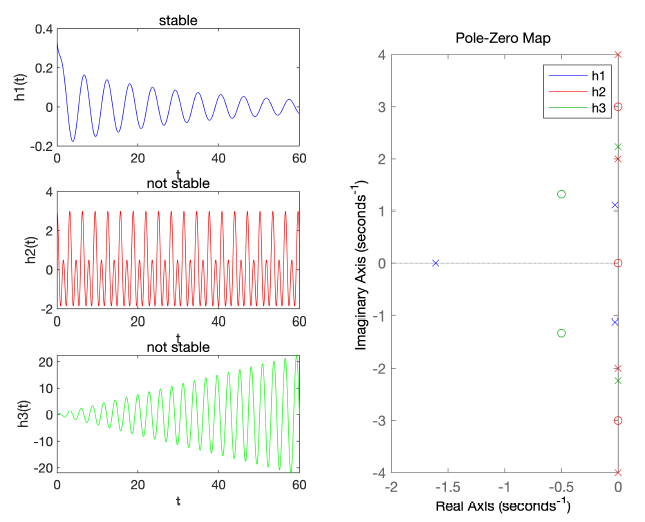 stable
0.4
0.2
0
-0.2
h1(t)
0
20
40
60
t
not stable
4
2
0
-2
h2(t)
0
20
40
60
t
not stable
20
10
0
-10
-20
h3(t)
0
20
40
60
t
Pole-Zero Map
h1
h2
h3
4
3
2
1
0
-1
-2
-3
-4
Imaginary Axis (seconds⁻¹)
-2
-1.5
-1
-0.5
0
Real Axis (seconds⁻¹)